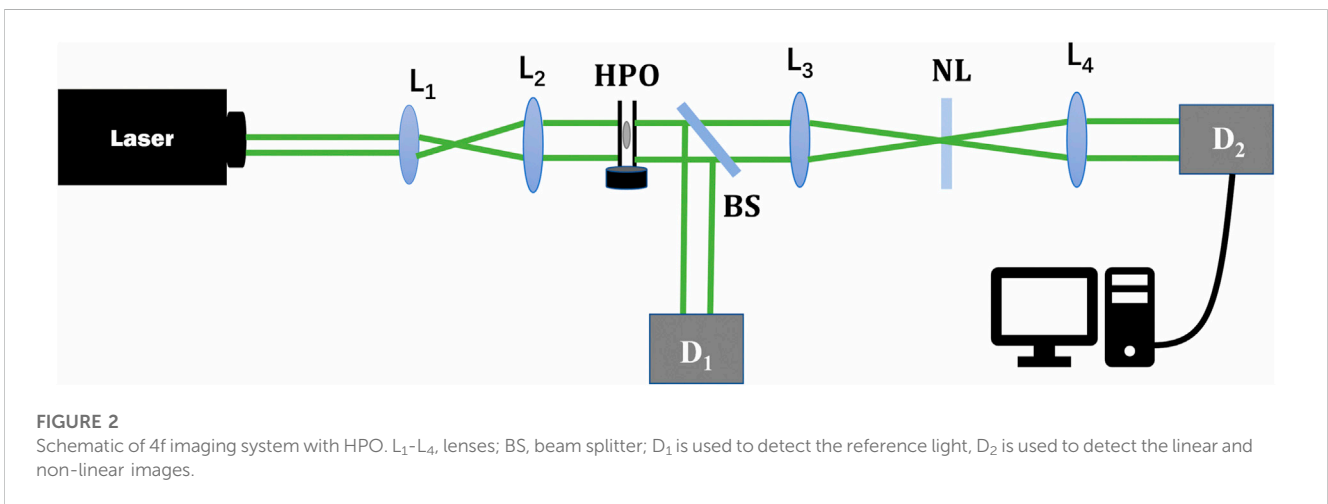 Laser
L₁
L₂
HPO
BS
L₃
NL
L₄
D₂
D₁
FIGURE 2
Schematic of 4f imaging system with HPO. L₁-L₄, lenses; BS, beam splitter; D₁ is used to detect the reference light, D₂ is used to detect the linear and
non-linear images.